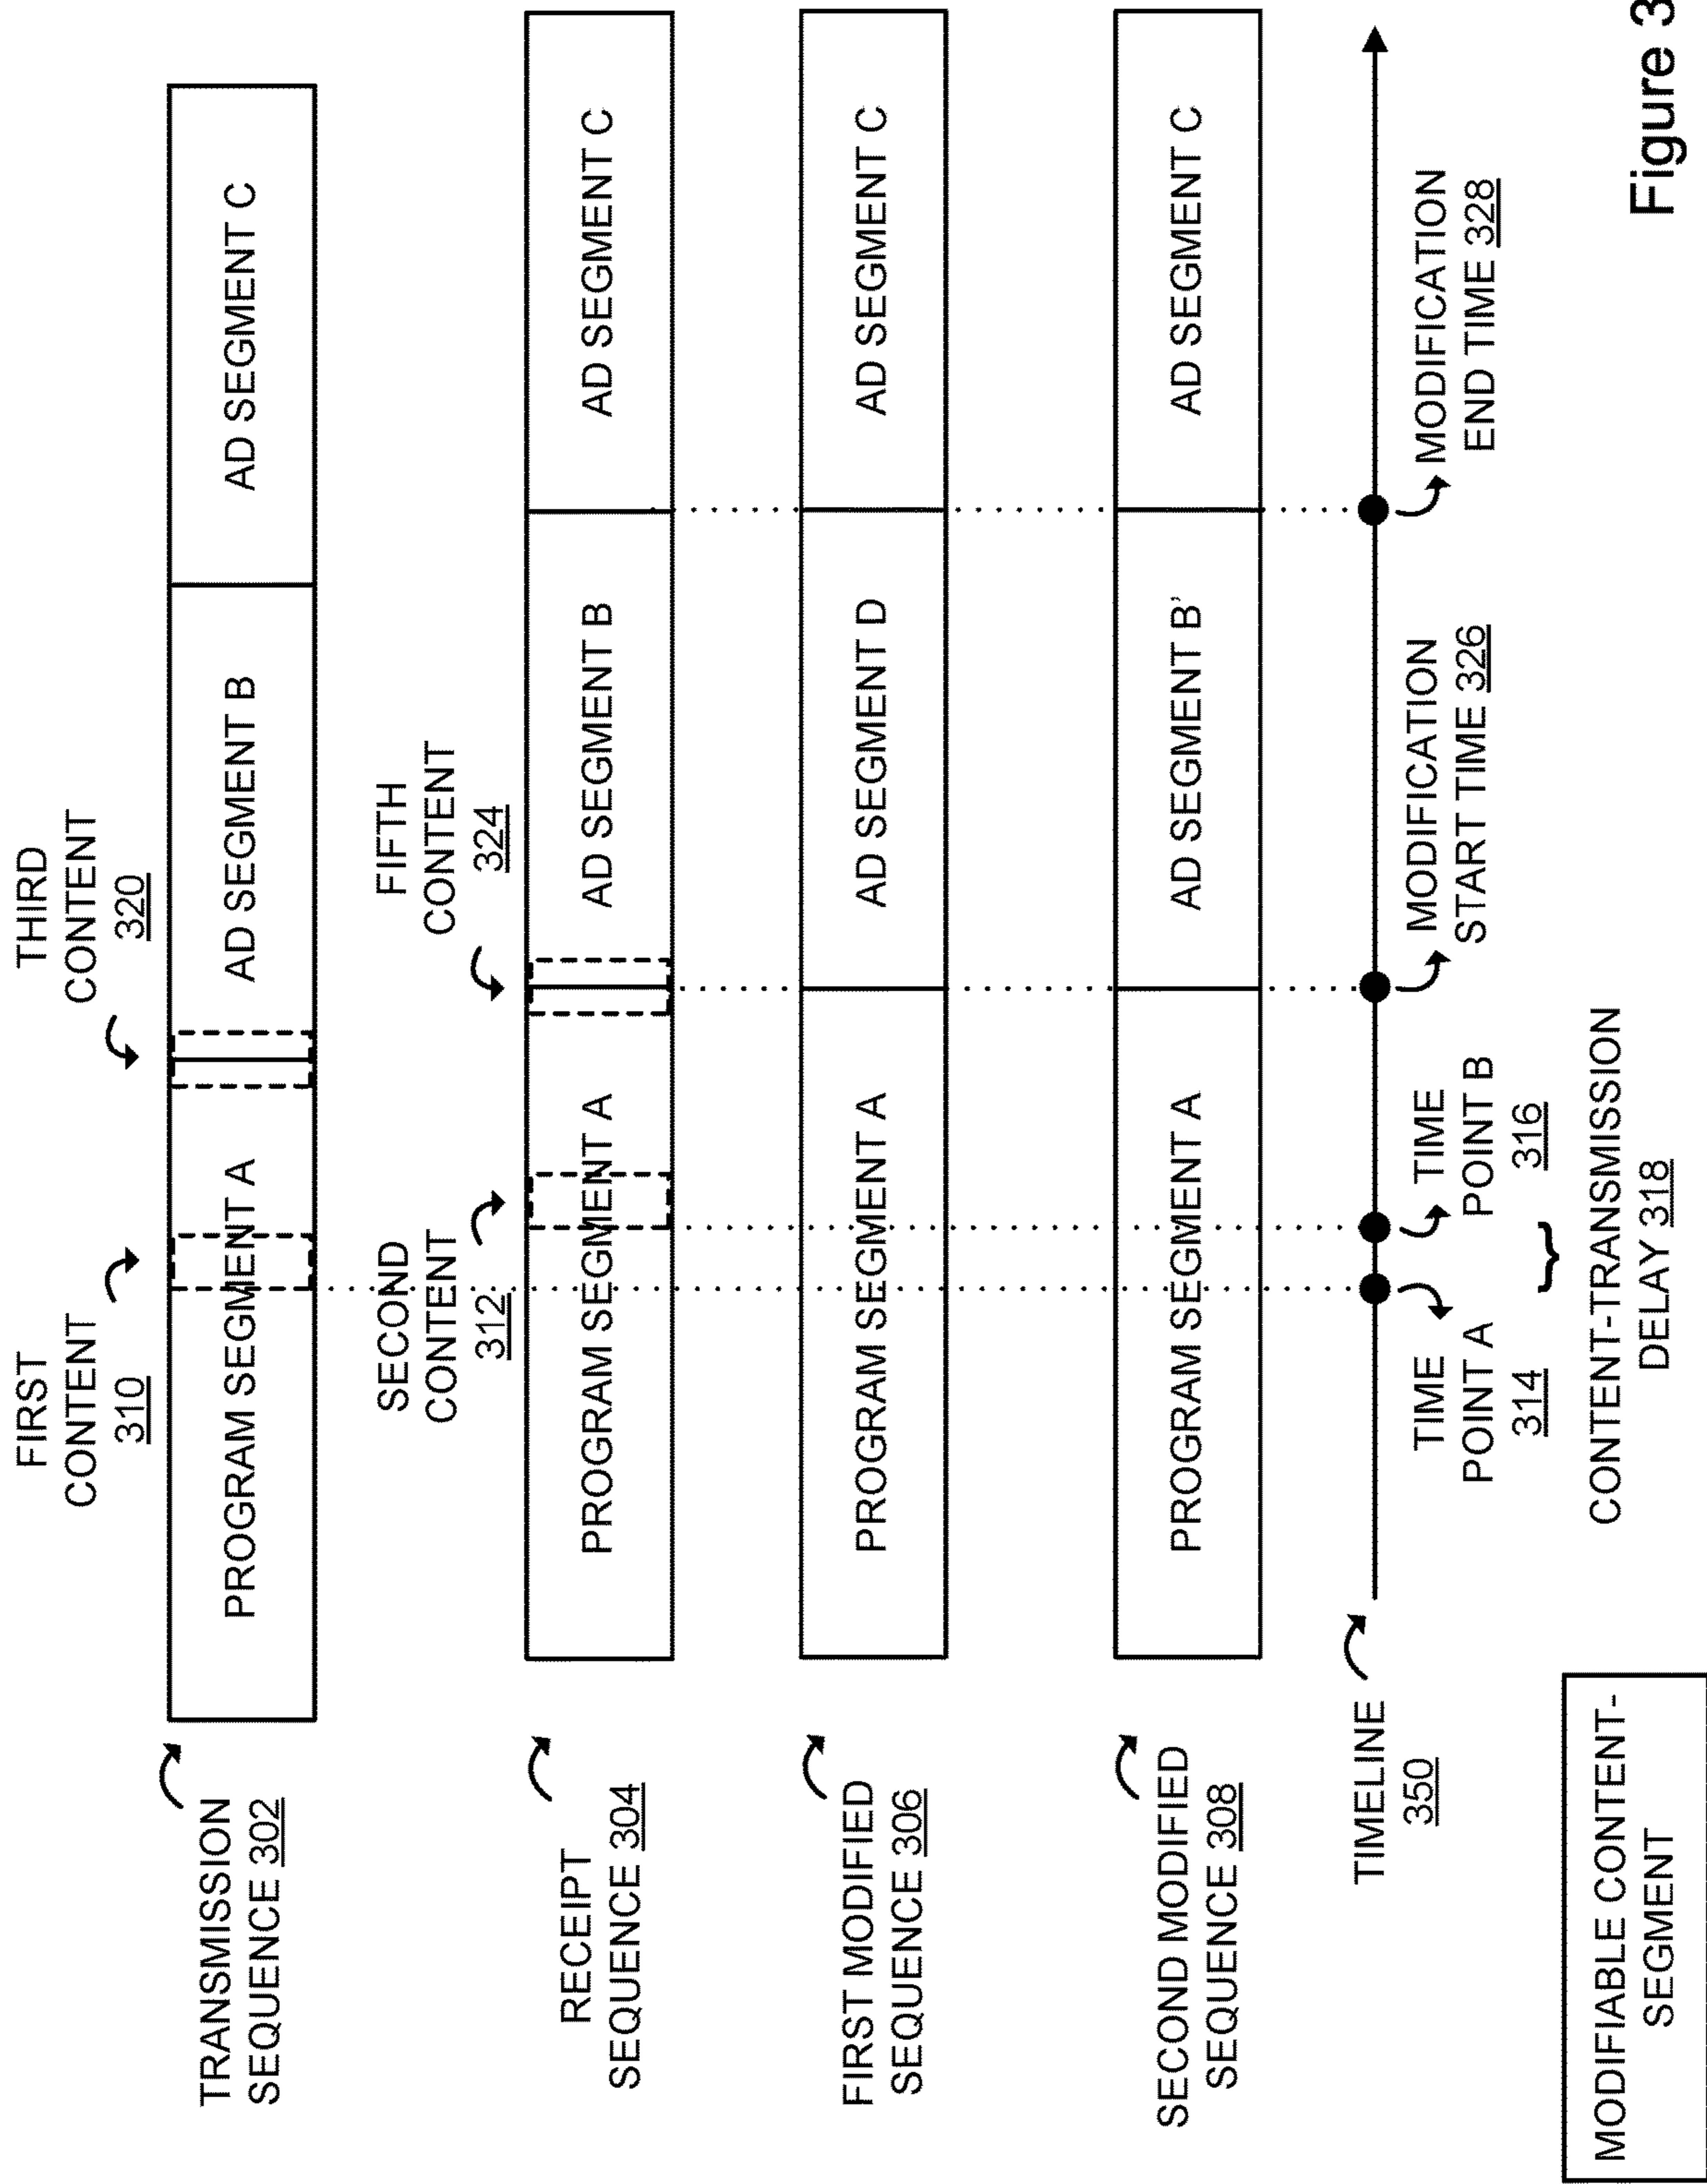 FIRST
CONTENT
310
THIRD
CONTENT
320
TRANSMISSION
SEQUENCE 302
PROGRAM SEGMENT A
AD SEGMENT B
AD SEGMENT C
SECOND
CONTENT
312
FIFTH
CONTENT
324
RECEIPT
SEQUENCE 304
PROGRAM SEGMENT A
AD SEGMENT B
AD SEGMENT C
FIRST MODIFIED
SEQUENCE 306
PROGRAM SEGMENT A
AD SEGMENT D
AD SEGMENT C
SECOND MODIFIED
SEQUENCE 308
PROGRAM SEGMENT A
AD SEGMENT B'
AD SEGMENT C
TIMELINE
350
TIME
POINT A
314
TIME
POINT B
316
MODIFICATION
START TIME 326
MODIFICATION
END TIME 328
CONTENT-TRANSMISSION
DELAY 318
MODIFIABLE CONTENT-
SEGMENT
Figure 3